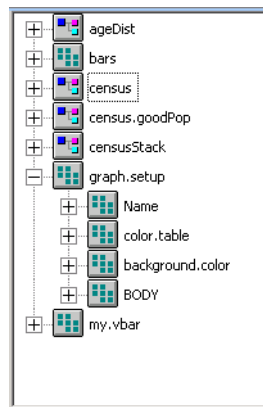 ageDist
bars
census
census.goodPop
censusStack
graph.setup
Name
color.table
background.color
BODY
my.vbar